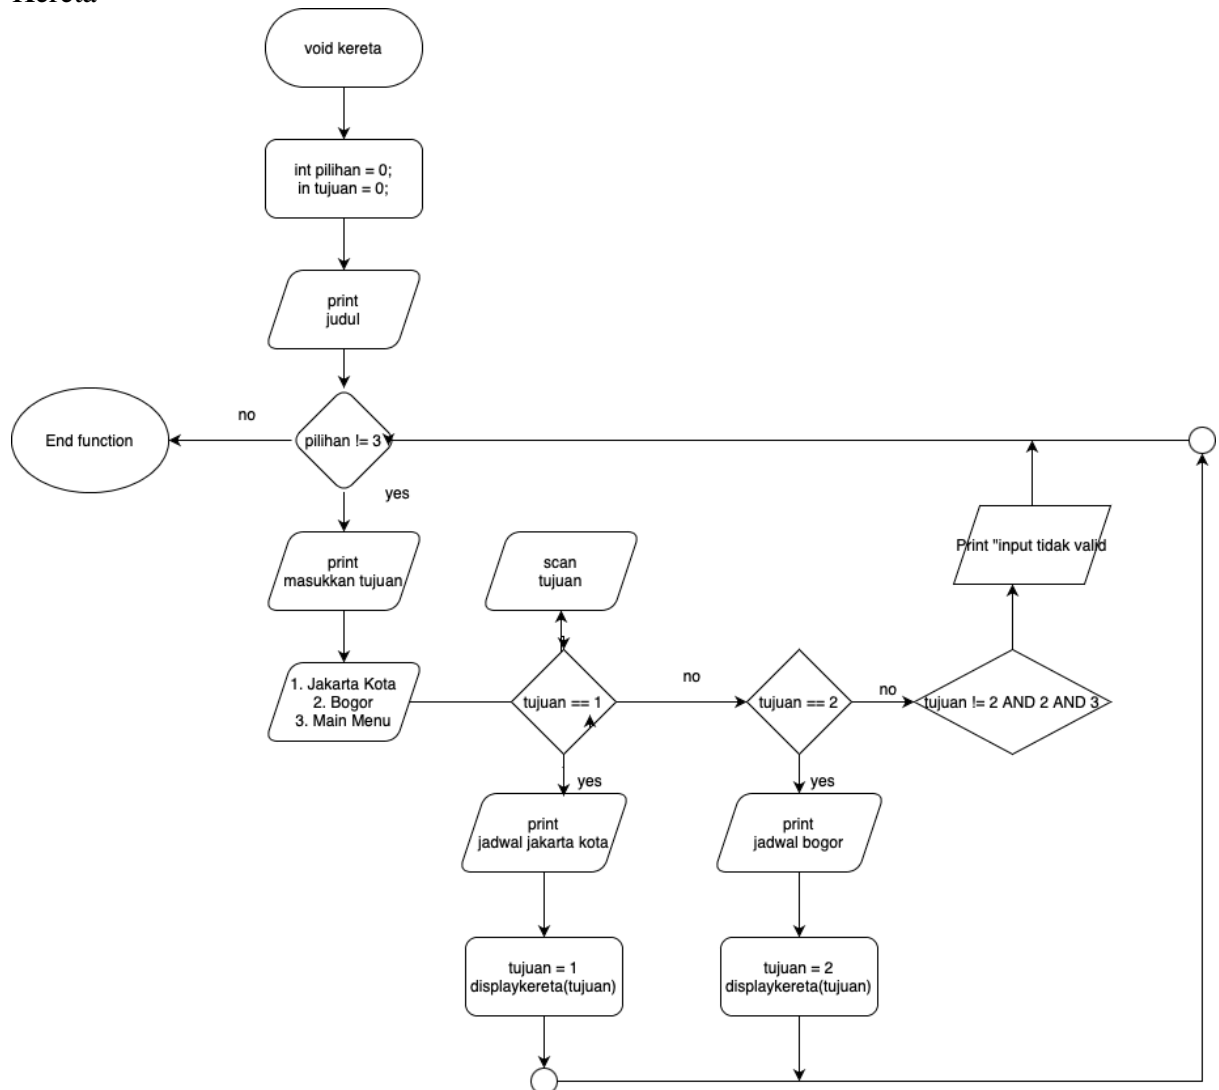 Kereta
void kereta
int pilihan = 0;
in tujuan = 0;
print
judul
no
End function
pilihan != 3
yes
print
masukkan tujuan
scan
tujuan
Print "input tidak valid
1. Jakarta Kota
2. Bogor
3. Main Menu
tujuan == 1
no
tujuan == 2
no
tujuan != 2 AND 2 AND 3
yes
yes
print
jadwal jakarta kota
print
jadwal bogor
tujuan = 1
displaykereta(tujuan)
tujuan = 2
displaykereta(tujuan)